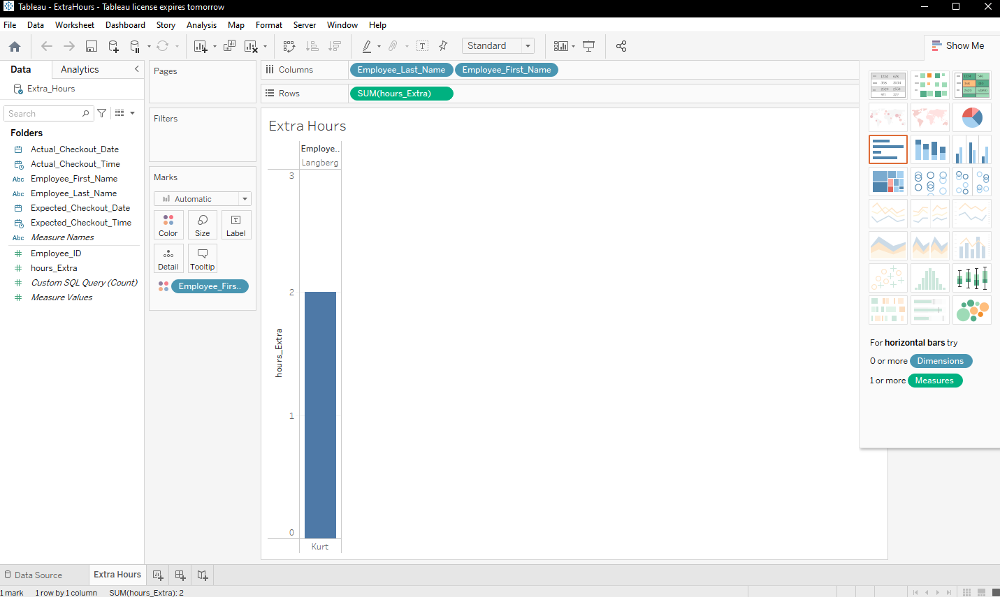 Tableau - ExtraHours - Tableau license expires tomorrow
File Data Worksheet Dashboard Story Analysis Map Format Server Window Help
Standard
Show Me
Data Analytics
Extra_Hours
Search
Folders
Actual_Checkout_Date
Actual_Checkout_Time
Abc Employee_First_Name
Abc Employee_Last_Name
Expected_Checkout_Date
Expected_Checkout_Time
Abc Measure Names
Employee_ID
hours_Extra
Custom SQL Query (Count)
Measure Values
Pages
Filters
Marks
Automatic
Color Size Label
Detail Tooltip
Employee_Firs..
Columns Employee_Last_Name Employee_First_Name
Rows SUM(hours_Extra)
Extra Hours
Employe..
Langberg
3
2
1
0
hours_Extra
Kurt
For horizontal bars try
0 or more Dimensions
1 or more Measures
Data Source Extra Hours
1 mark 1 row by 1 column SUM(hours_Extra): 2